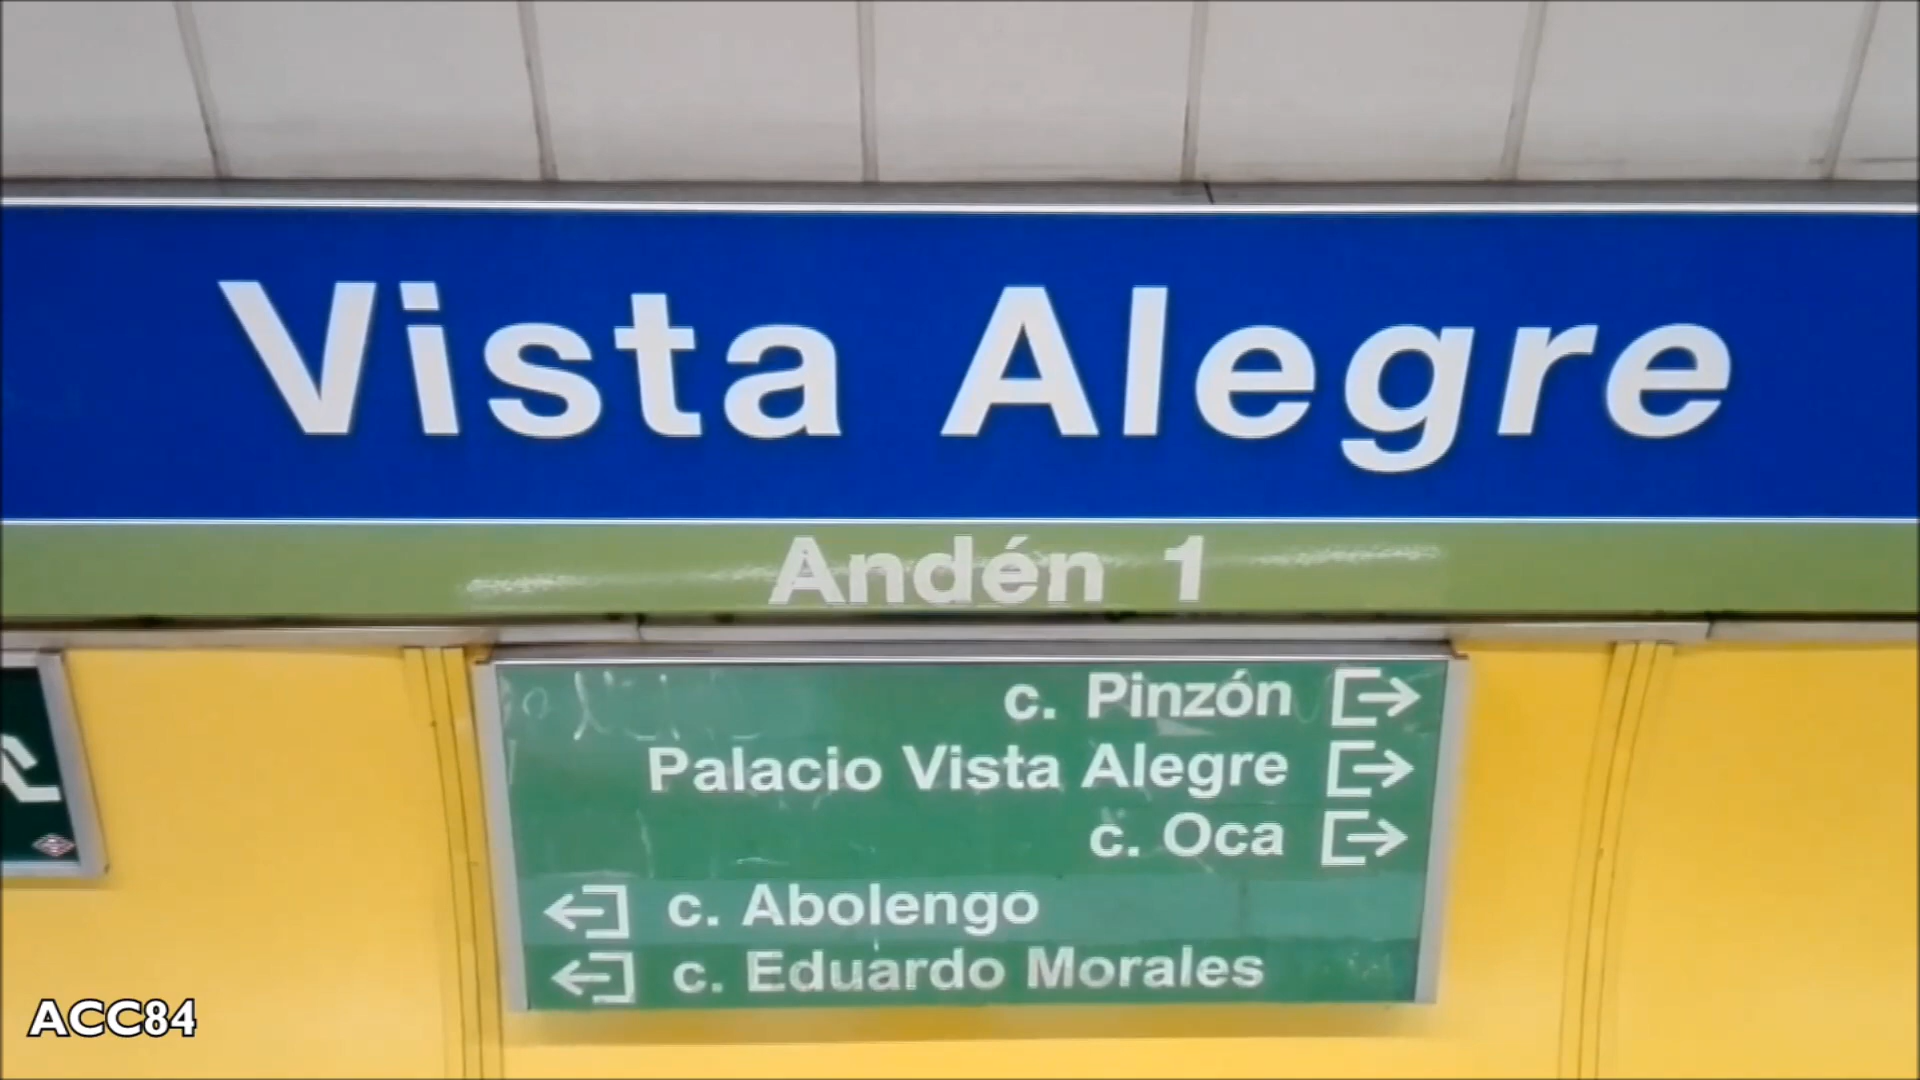 Vista Alegre
Andén 1
c. Pinzón
Palacio Vista Alegre
c. Oca
c. Abolengo
c. Eduardo Morales
ACC84